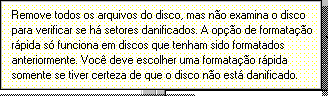 Remove todos os arquivos do disco, mas não examina o disco
para verificar se há setores danificados. A opção de formatação
rápida só funciona em discos que tenham sido formatados
anteriormente. Você deve escolher uma formatação rápida
somente se tiver certeza de que o disco não está danificado.